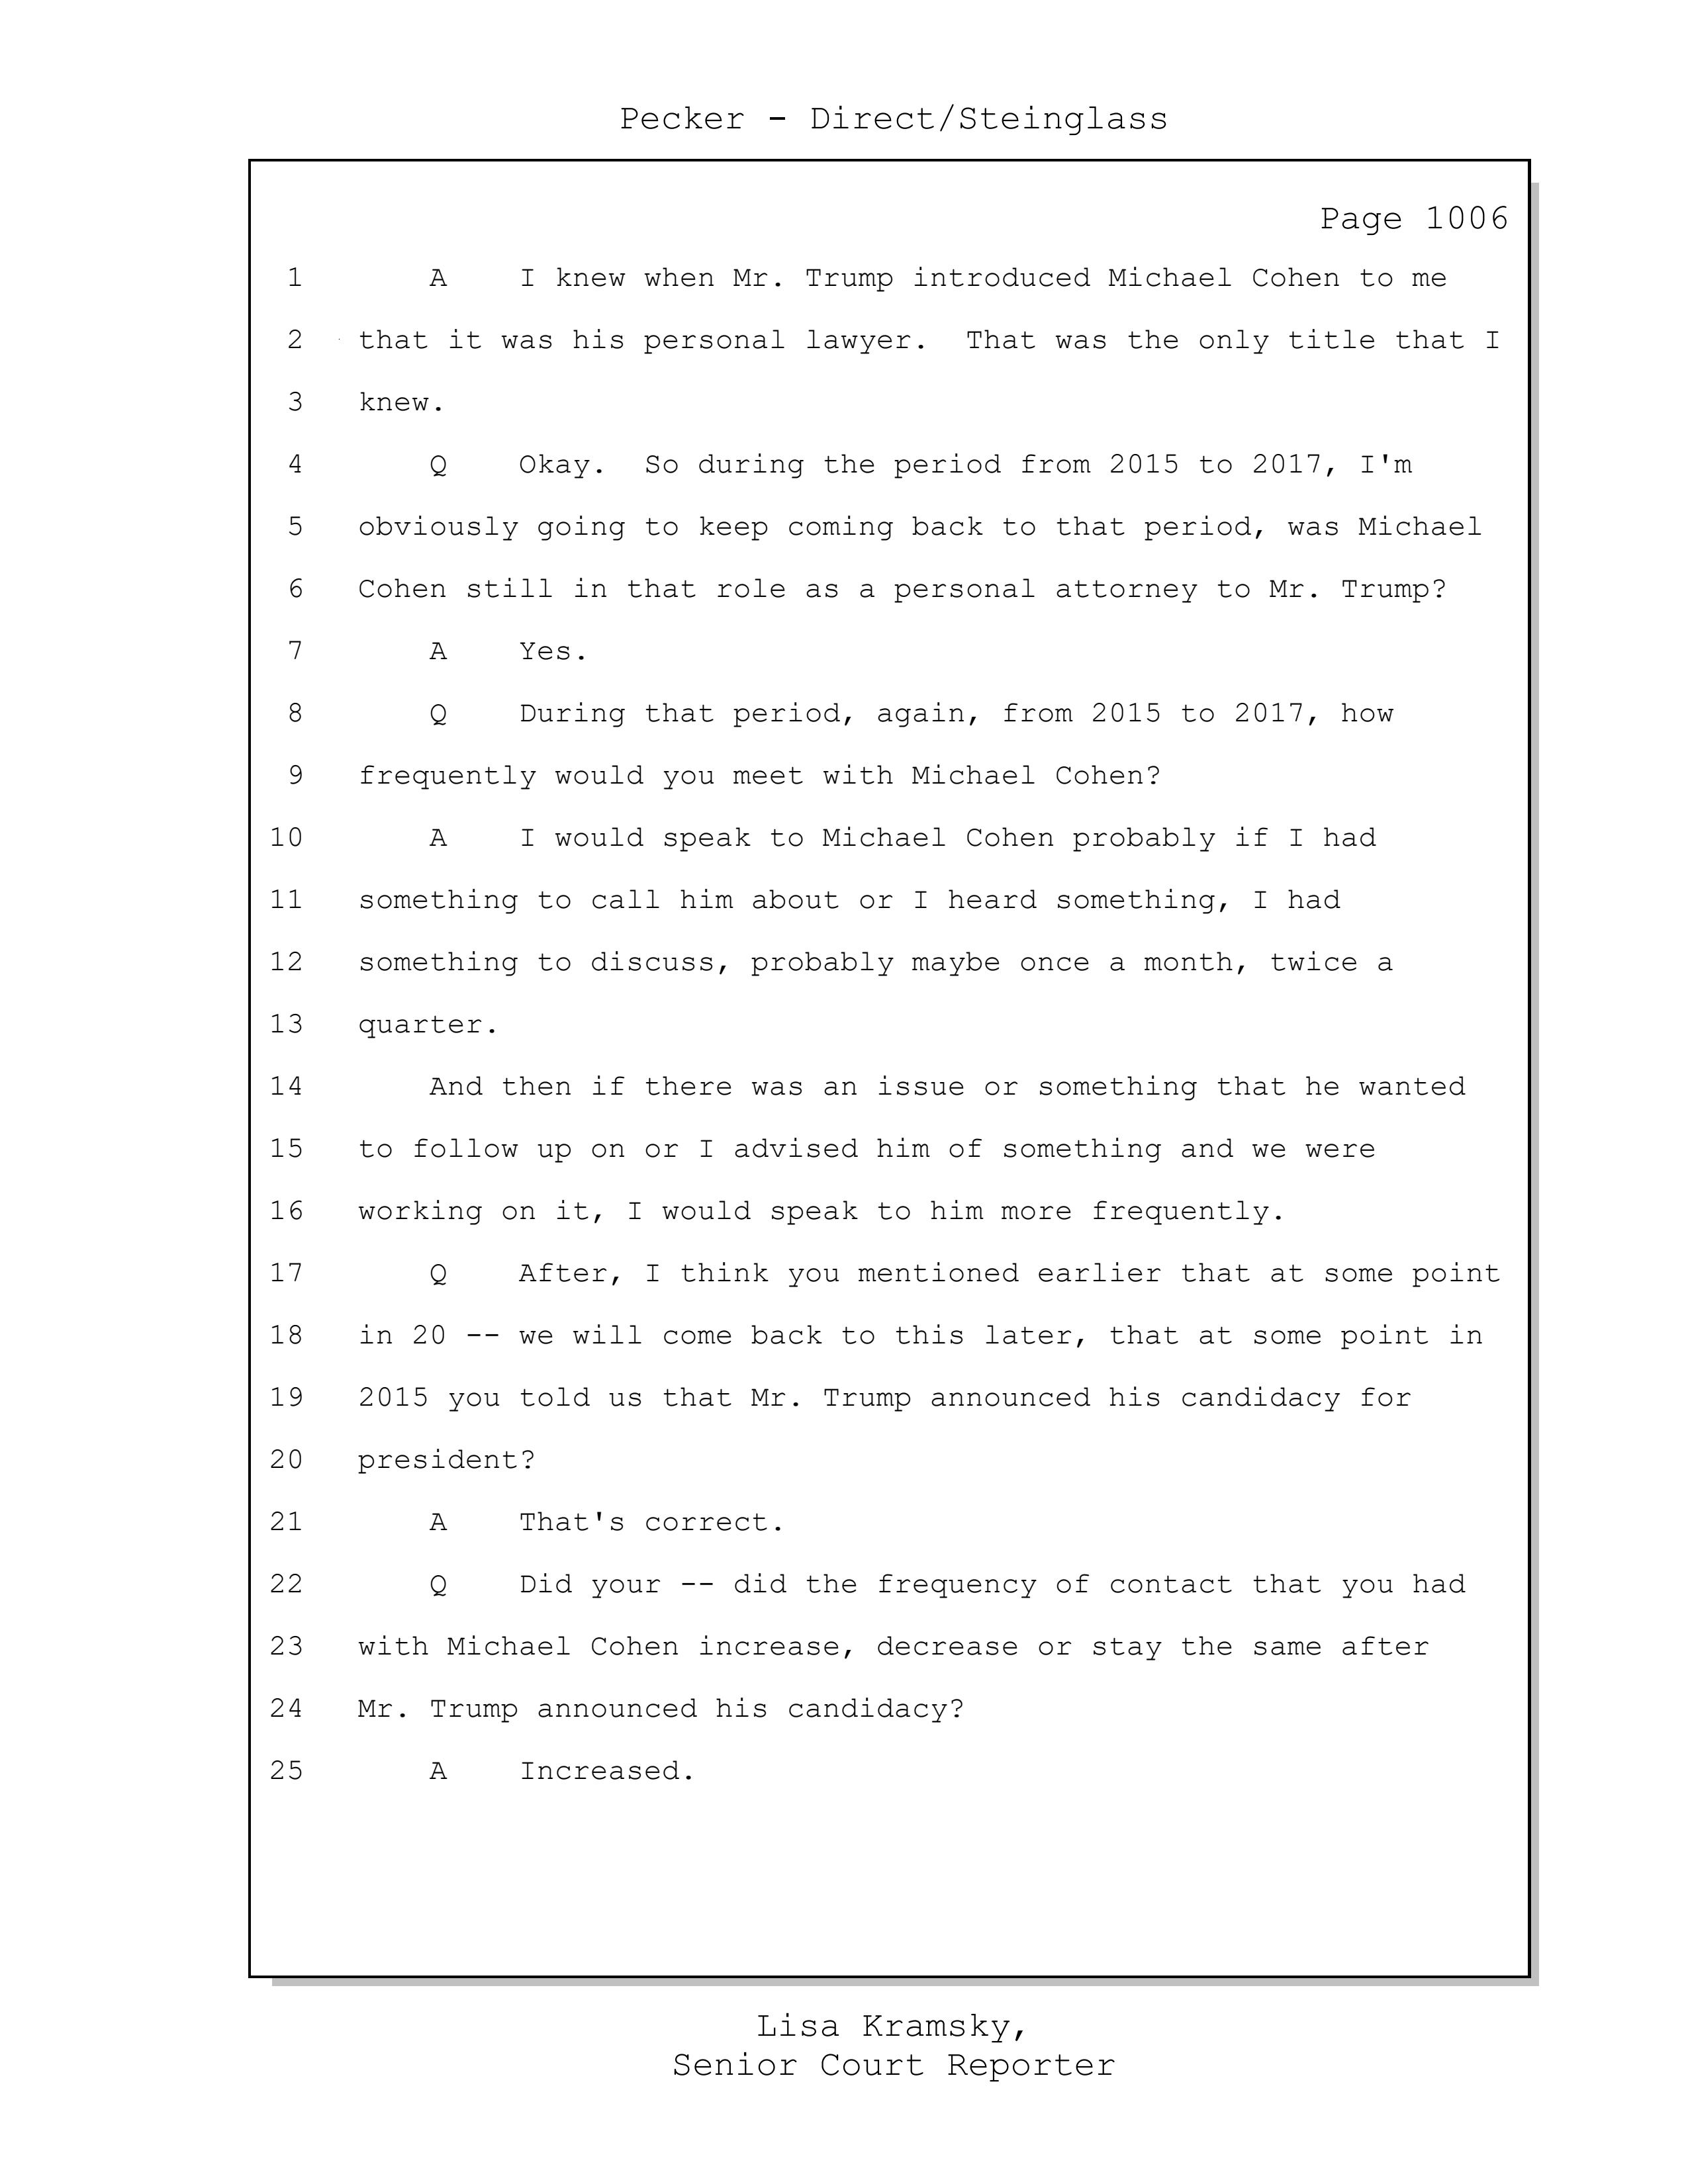 Pecker - Direct/Steinglass
Page 1006
1 A I knew when Mr. Trump introduced Michael Cohen to me
2 that it was his personal lawyer. That was the only title that I
3 knew.
4 Q Okay. So during the period from 2015 to 2017, I'm
5 obviously going to keep coming back to that period, was Michael
6 Cohen still in that role as a personal attorney to Mr. Trump?
7 A Yes.
8 Q During that period, again, from 2015 to 2017, how
9 frequently would you meet with Michael Cohen?
10 A I would speak to Michael Cohen probably if I had
11 something to call him about or I heard something, I had
12 something to discuss, probably maybe once a month, twice a
13 quarter.
14 And then if there was an issue or something that he wanted
15 to follow up on or I advised him of something and we were
16 working on it, I would speak to him more frequently.
17 Q After, I think you mentioned earlier that at some point
18 in 20 -- we will come back to this later, that at some point in
19 2015 you told us that Mr. Trump announced his candidacy for
20 president?
21 A That's correct.
22 Q Did your -- did the frequency of contact that you had
23 with Michael Cohen increase, decrease or stay the same after
24 Mr. Trump announced his candidacy?
25 A Increased.
Lisa Kramsky,
Senior Court Reporter